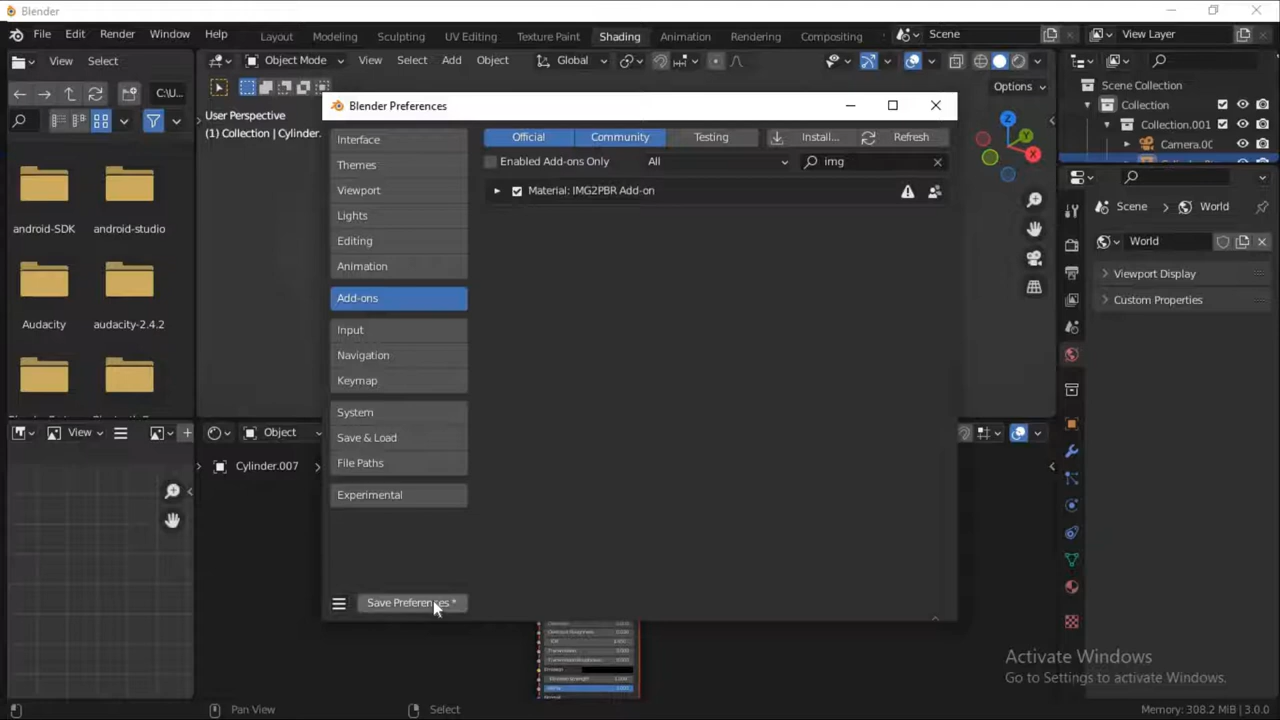 Blender
File Edit Render Window Help
Layout Modeling Sculpting UV Editing Texture Paint Shading Animation Rendering Compositing
Scene
View Layer
View Select
Object Mode View Select Add Object
Global
Options
C:\U...
User Perspective
(1) Collection | Cylinder.
Scene Collection
Collection
Collection.001
Camera.00
android-SDK android-studio
Audacity audacity-2.4.2
Blender Preferences
Interface
Themes
Viewport
Lights
Editing
Animation
Add-ons
Input
Navigation
Keymap
System
Save & Load
File Paths
Experimental
Save Preferences *
Official Community Testing Install... Refresh
Enabled Add-ons Only All img
Material: IMG2PBR Add-on
Scene World
World
Viewport Display
Custom Properties
View
Object
Cylinder.007
Activate Windows
Go to Settings to activate Windows.
Pan View Select
Memory: 308.2 MiB | 3.0.0